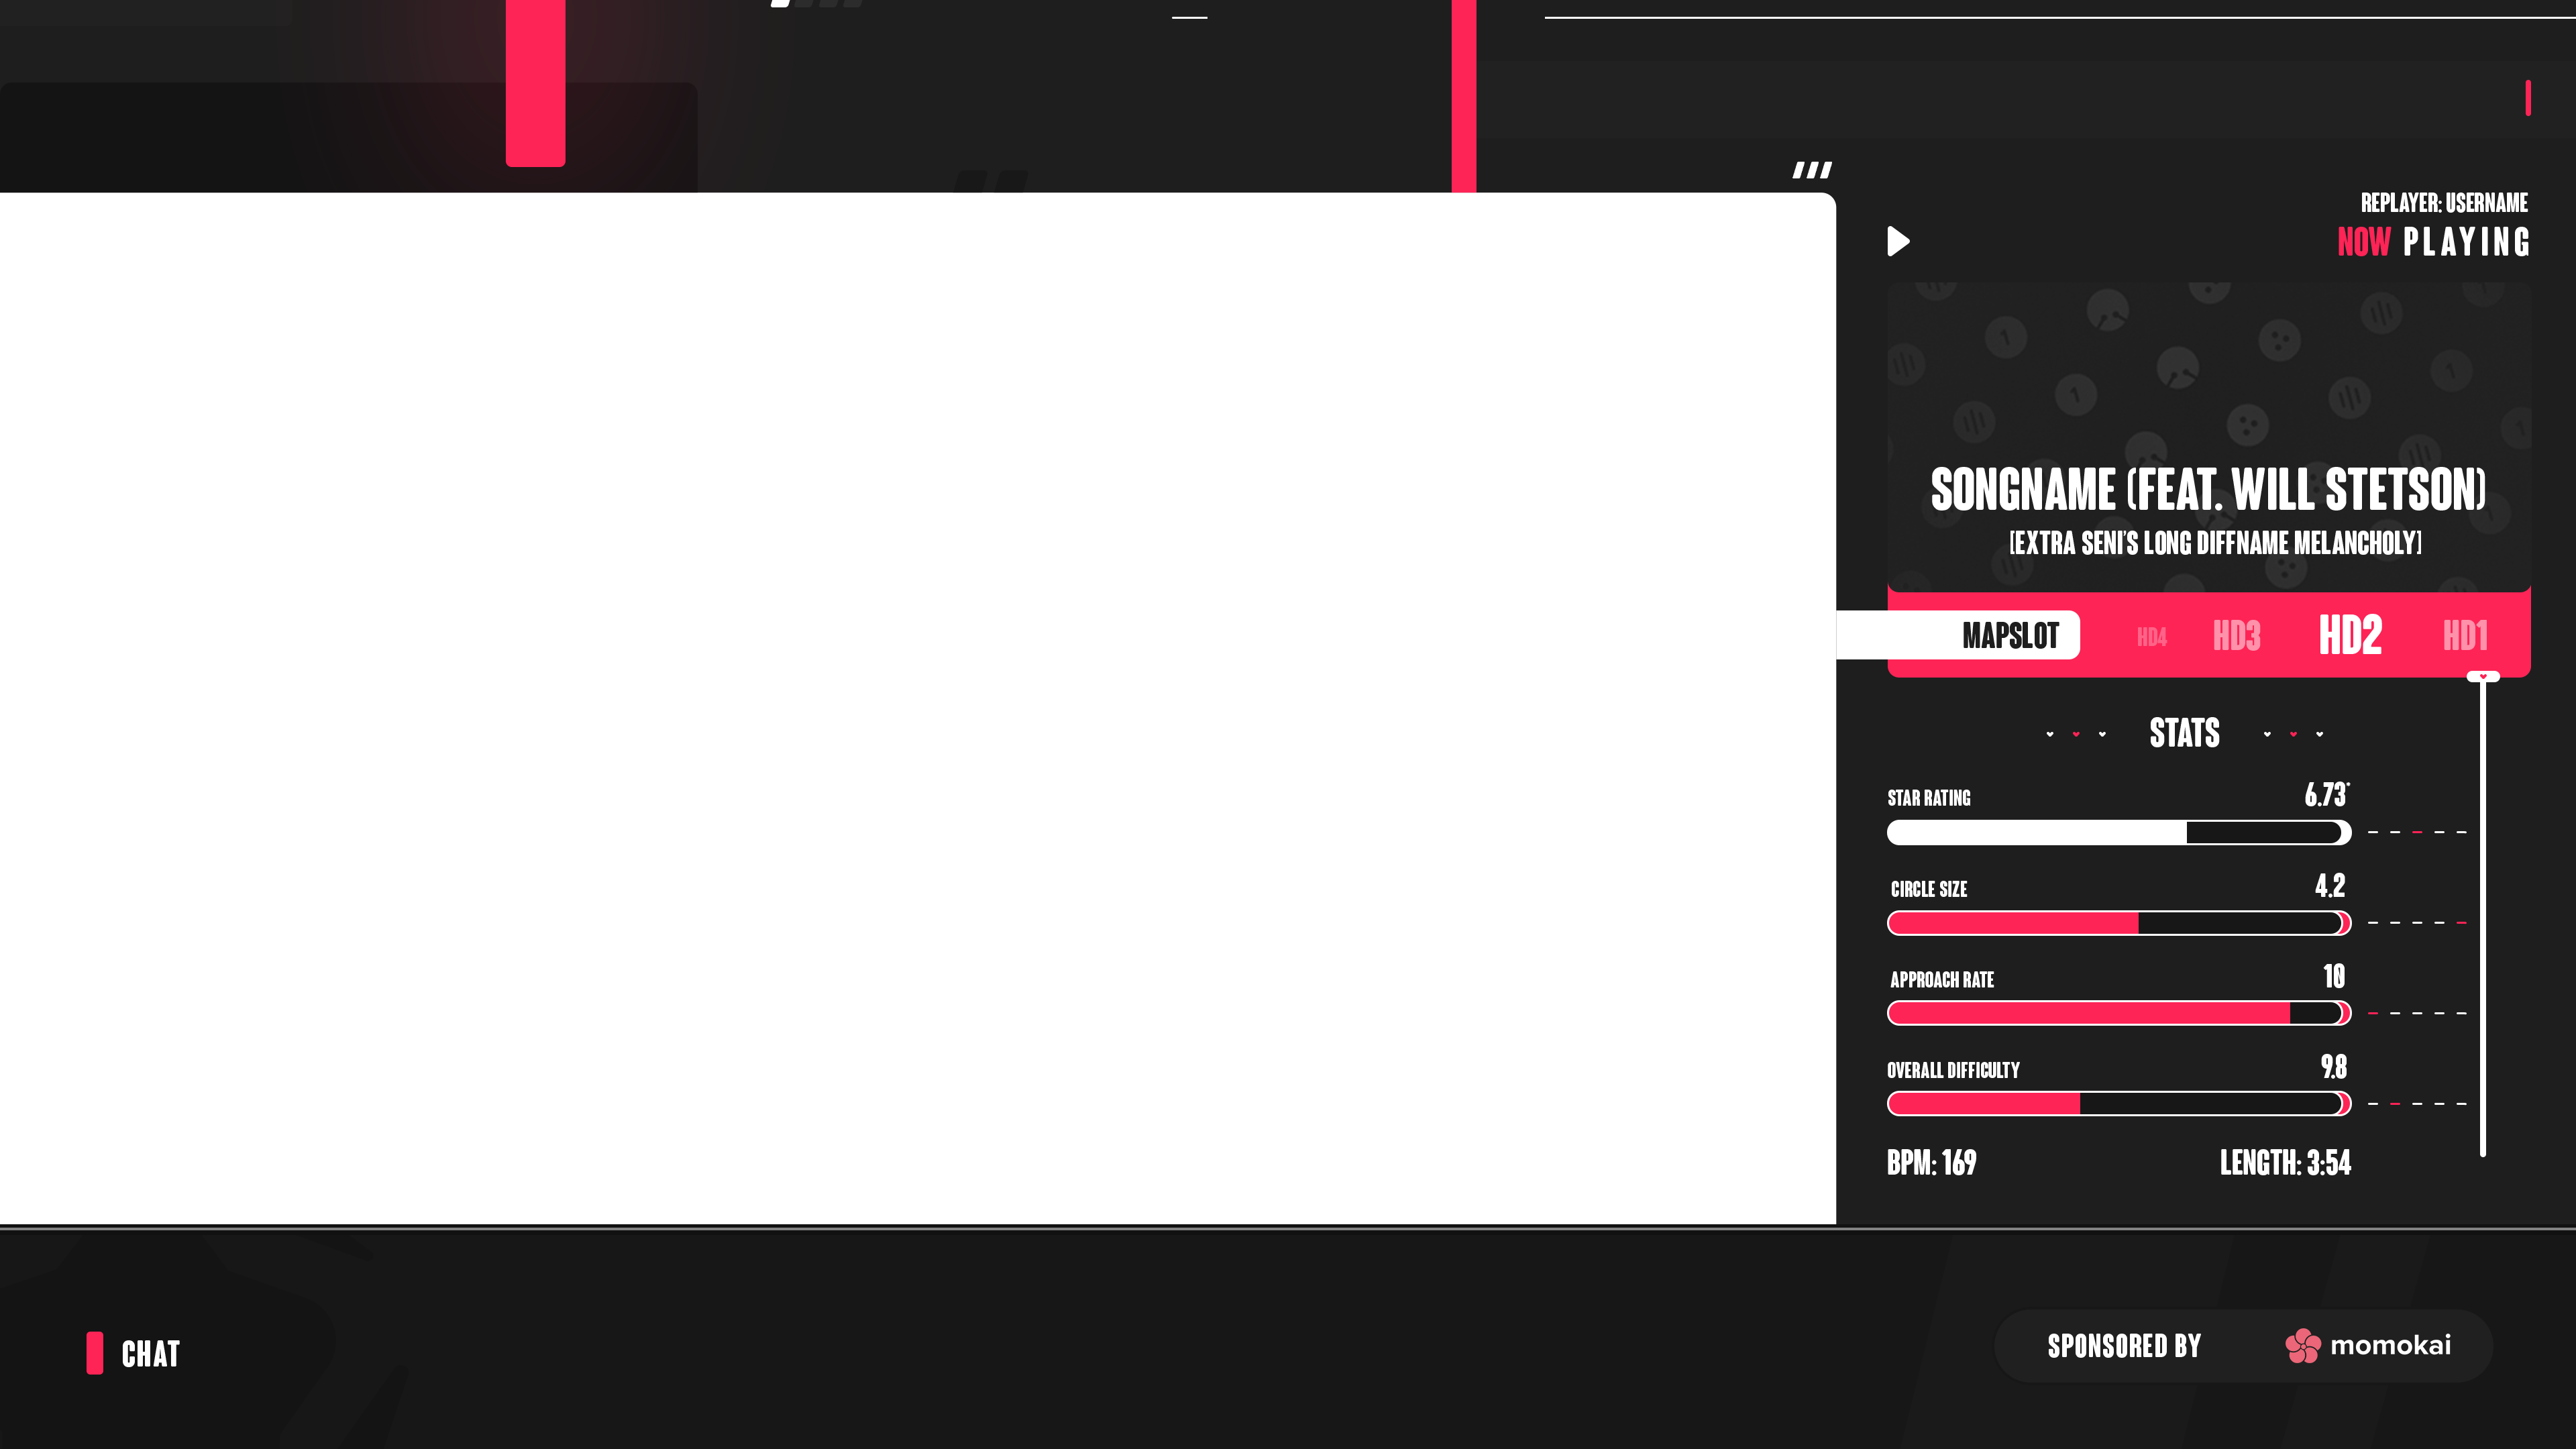 REPLAYER: USERNAME
NOW PLAYING
SONGNAME (FEAT. WILL STETSON)
[EXTRA SENI'S LONG DIFFNAME MELANCHOLY]
MAPSLOT HD4 HD3 HD2 HD1
STATS
STAR RATING 6.73*
CIRCLE SIZE 4.2
APPROACH RATE 10
OVERALL DIFFICULTY 9.8
BPM: 169 LENGTH: 3:54
CHAT
SPONSORED BY momokai